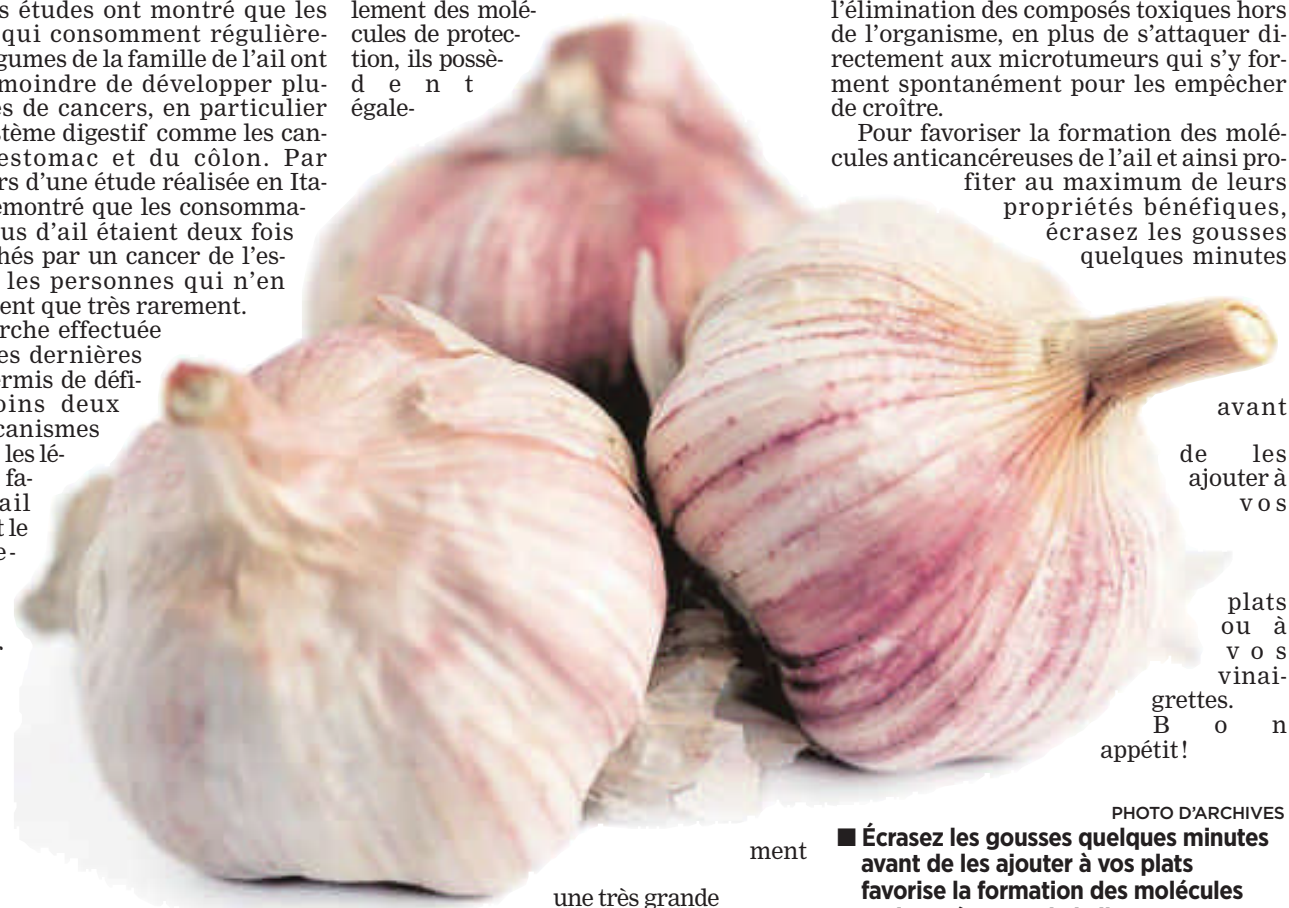 s études ont montré que les
qui consomment régulière-
gumes de la famille de l'ail ont
moindre de développer plu-
es de cancers, en particulier
stème digestif comme les can-
estomac et du côlon. Par
rs d'une étude réalisée en Ita-
émontré que les consomma-
us d'ail étaient deux fois
hés par un cancer de l'es-
les personnes qui n'en
ent que très rarement.
rche effectuée
es dernières
ermis de défi-
oins deux
canismes
les lé-
fa-
ail
t le
e-
.
lement des molé-
cules de protec-
tion, ils possè-
dent
égale-
ment
une très grande
l'élimination des composés toxiques hors
de l'organisme, en plus de s'attaquer di-
rectement aux microtumeurs qui s'y for-
ment spontanément pour les empêcher
de croître.
Pour favoriser la formation des molé-
cules anticancéreuses de l'ail et ainsi pro-
fiter au maximum de leurs
propriétés bénéfiques,
écrasez les gousses
quelques minutes
avant
de les
ajouter à
vos
plats
ou à
vos
vinai-
grettes.
Bon
appétit!
PHOTO D'ARCHIVES
■ Écrasez les gousses quelques minutes
avant de les ajouter à vos plats
favorise la formation des molécules